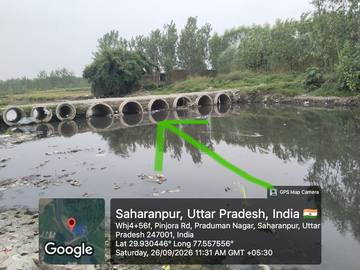 GPS Map Camera
Saharanpur, Uttar Pradesh, India 🇮🇳
Whj4+56f, Pinjora Rd, Praduman Nagar, Saharanpur, Uttar
Pradesh 247001, India
Lat 29.930446° Long 77.557556°
Saturday, 26/09/2026 11:31 AM GMT +05:30
Google